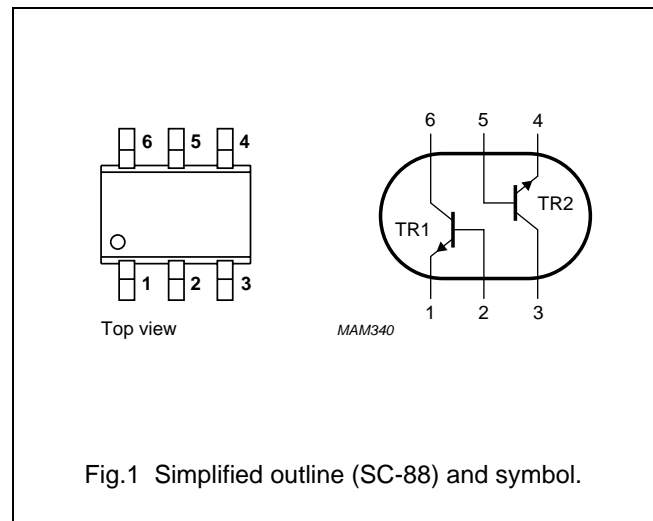 6 5 4
1 2 3
Top view
6 5 4
TR1 TR2
1 2 3
MAM340
Fig.1 Simplified outline (SC-88) and symbol.